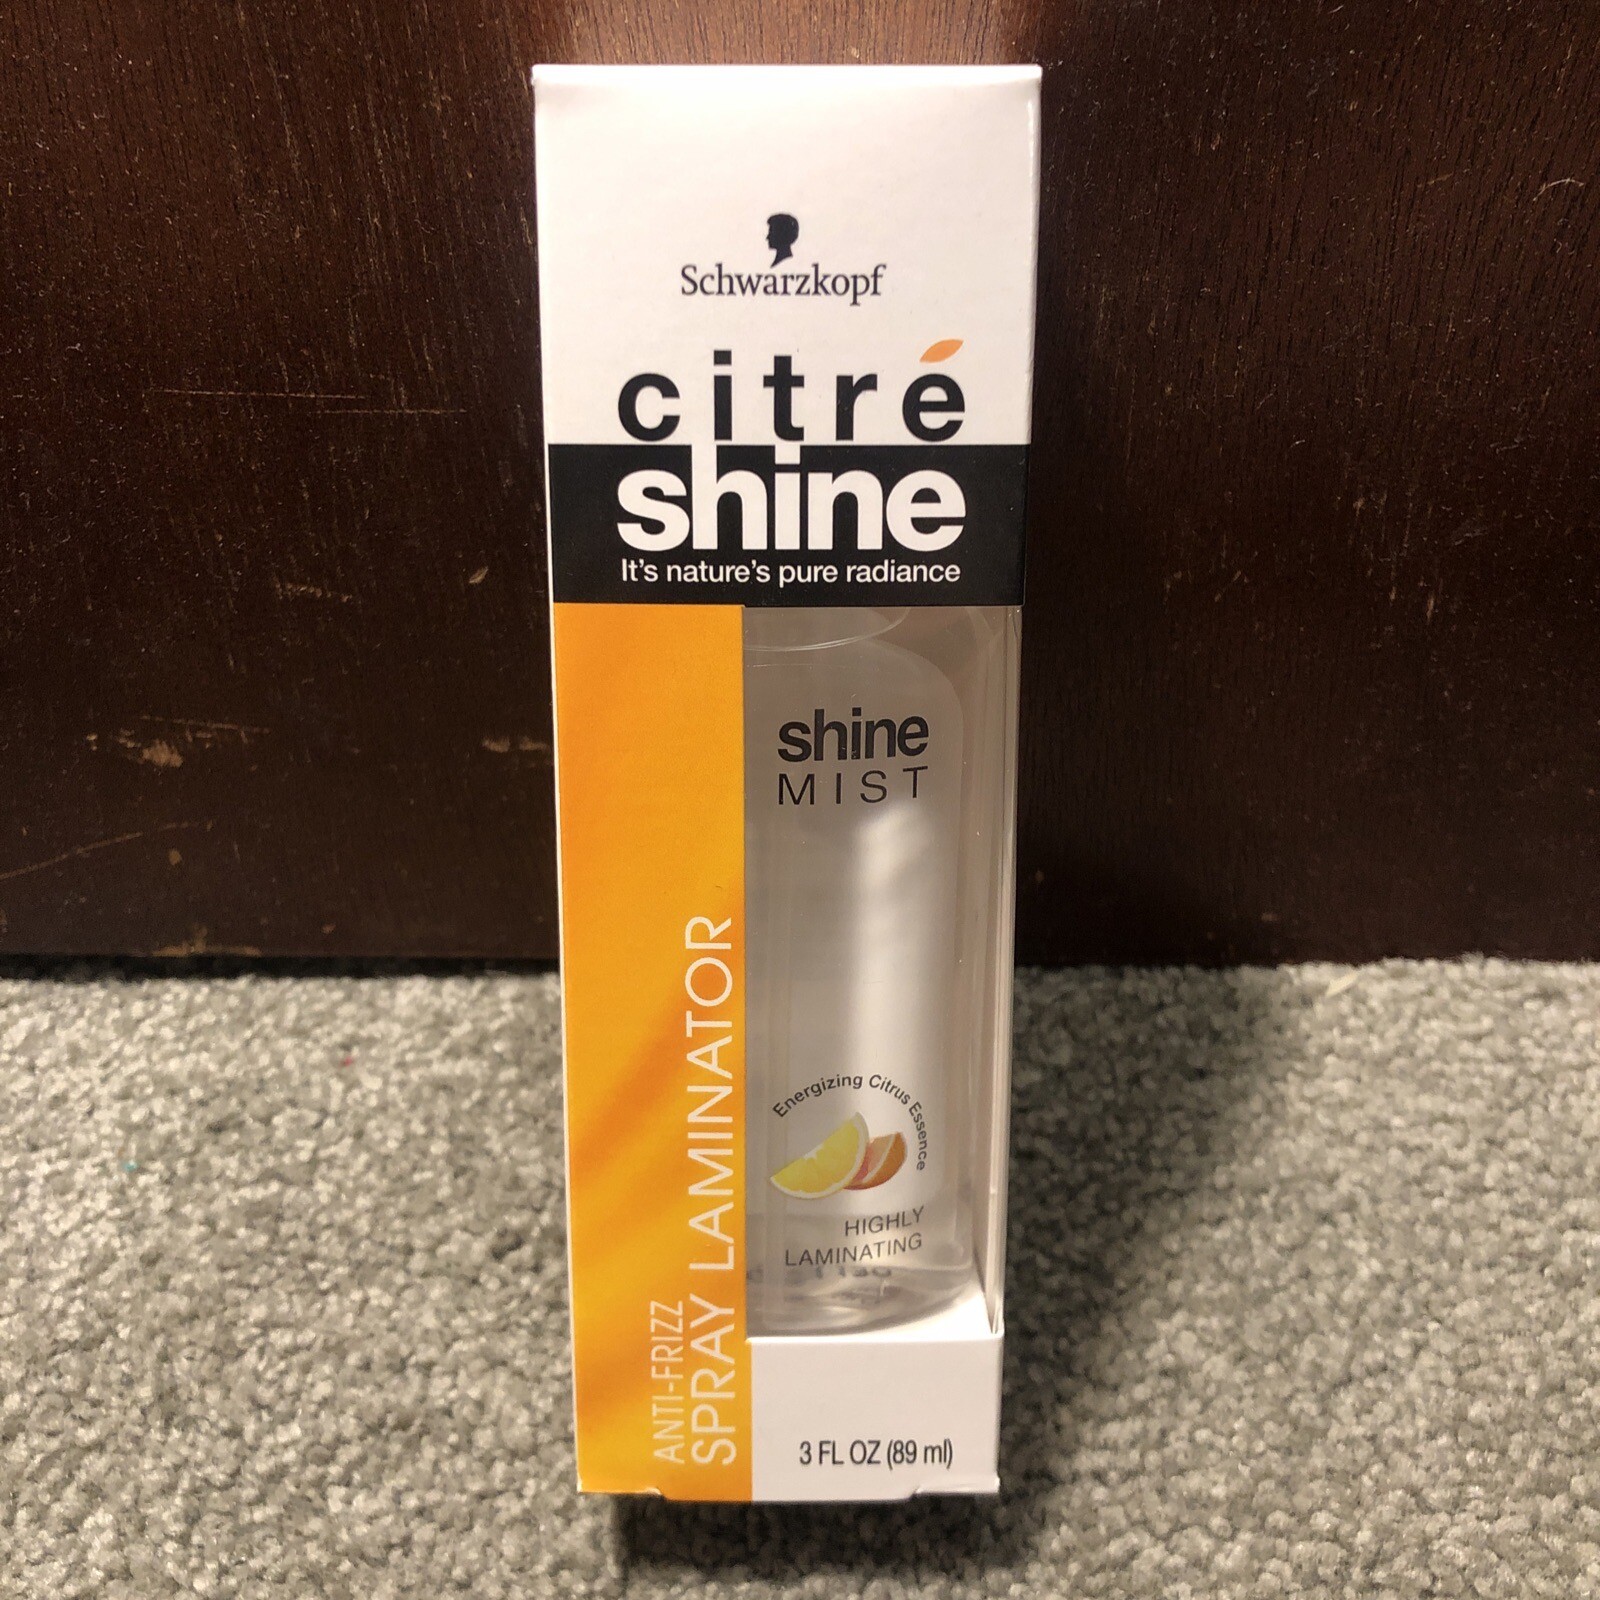 Schwarzkopf
citré
shine
It's nature's pure radiance
shine
MIST
Energizing Citrus Essence
HIGHLY
LAMINATING
ANTI-FRIZZ
SPRAY LAMINATOR
3 FL OZ (89 ml)